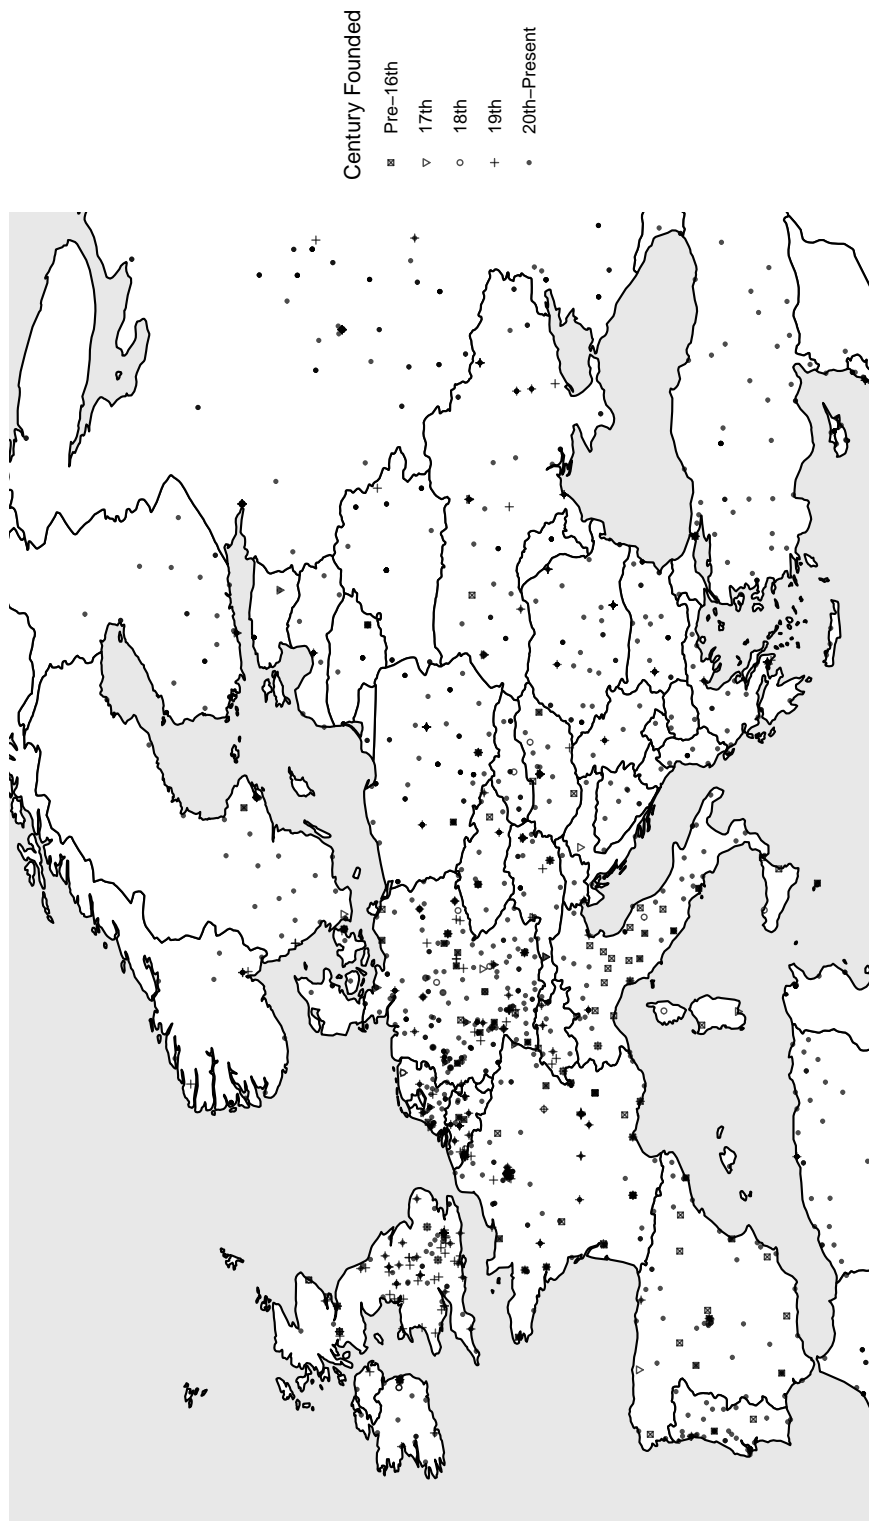 Century Founded
Pre−16th
17th
18th
19th
20th−Present